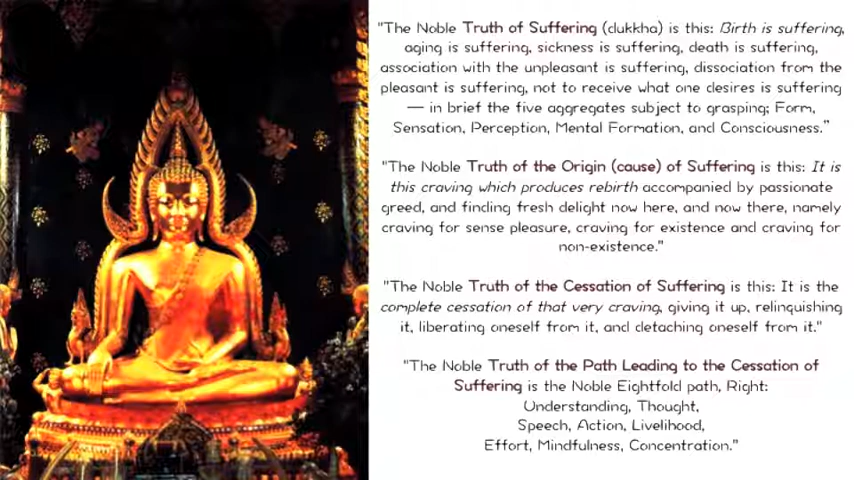 "The Noble Truth of Suffering (dukkha) is this: Birth is suffering,
aging is suffering, sickness is suffering, death is suffering,
association with the unpleasant is suffering, dissociation from the
pleasant is suffering, not to receive what one desires is suffering
— in brief the five aggregates subject to grasping; Form,
Sensation, Perception, Mental Formation, and Consciousness."
"The Noble Truth of the Origin (cause) of Suffering is this: It is
this craving which produces rebirth accompanied by passionate
greed, and finding fresh delight now here, and now there, namely
craving for sense pleasure, craving for existence and craving for
non-existence."
"The Noble Truth of the Cessation of Suffering is this: It is the
complete cessation of that very craving, giving it up, relinquishing
it, liberating oneself from it, and detaching oneself from it."
"The Noble Truth of the Path Leading to the Cessation of
Suffering is the Noble Eightfold path, Right:
Understanding, Thought,
Speech, Action, Livelihood,
Effort, Mindfulness, Concentration."